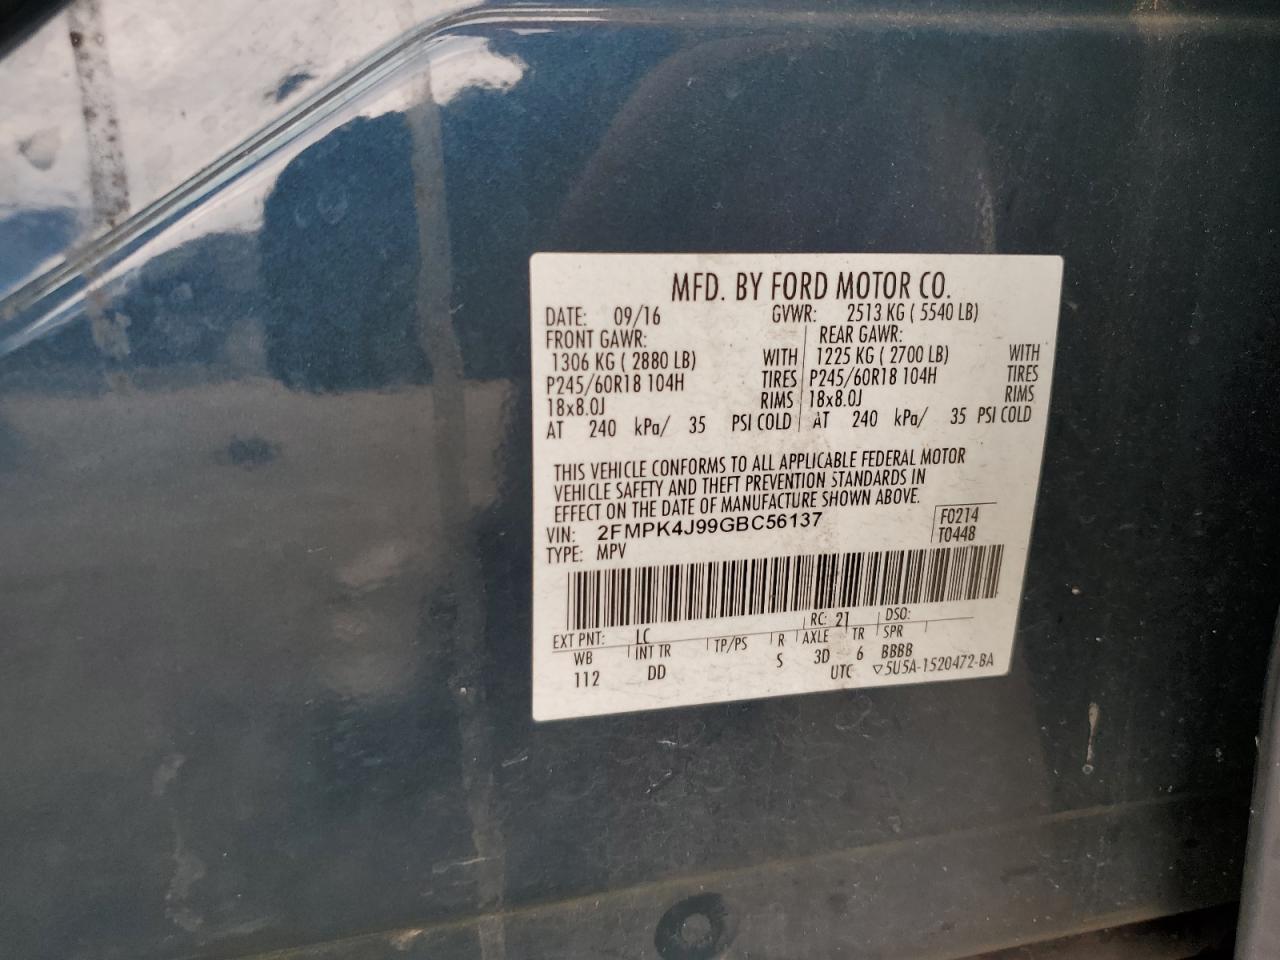 MFD. BY FORD MOTOR CO.
DATE: 09/16 GVWR: 2513 KG ( 5540 LB)
FRONT GAWR: REAR GAWR:
1306 KG ( 2880 LB) WITH 1225 KG ( 2700 LB) WITH
P245/60R18 104H TIRES P245/60R18 104H TIRES
18x8.0J RIMS 18x8.0J RIMS
AT 240 kPa/ 35 PSI COLD AT 240 kPa/ 35 PSI COLD
THIS VEHICLE CONFORMS TO ALL APPLICABLE FEDERAL MOTOR
VEHICLE SAFETY AND THEFT PREVENTION STANDARDS IN
EFFECT ON THE DATE OF MANUFACTURE SHOWN ABOVE.
VIN: 2FMPK4J99GBC56137 F0214
TYPE: MPV T0448
EXT PNT: LC RC: 21 DSO:
WB INT TR TP/PS R AXLE TR SPR
112 DD S 3D 6 BBBB
UTC ▽5U5A-1520472-BA